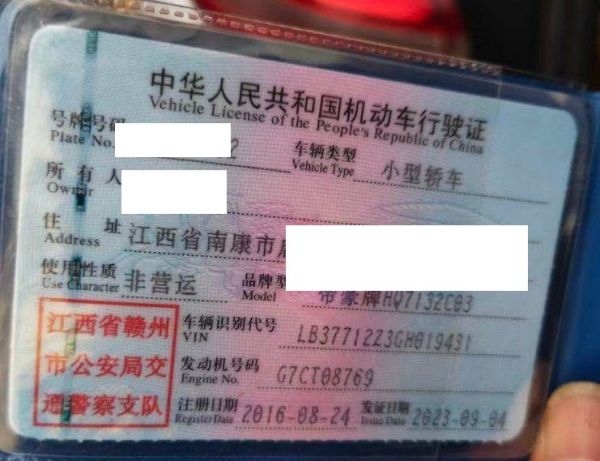 中华人民共和国机动车行驶证
Vehicle License of the People's Republic of China
号牌号码 2 车辆类型 小型轿车
Plate No. Vehicle Type
所有人
Owner
住址 江西省南康市
Address
使用性质 非营运 品牌型
Use Character Model 帝豪牌HQ7132C03
江西省赣州 车辆识别代号 LB37712Z3GH019431
VIN
市公安局交 发动机号码 G7CT08769
Engine No.
通警察支队 注册日期 2016-08-24 发证日期 2023-09-04
Register Date Issue Date